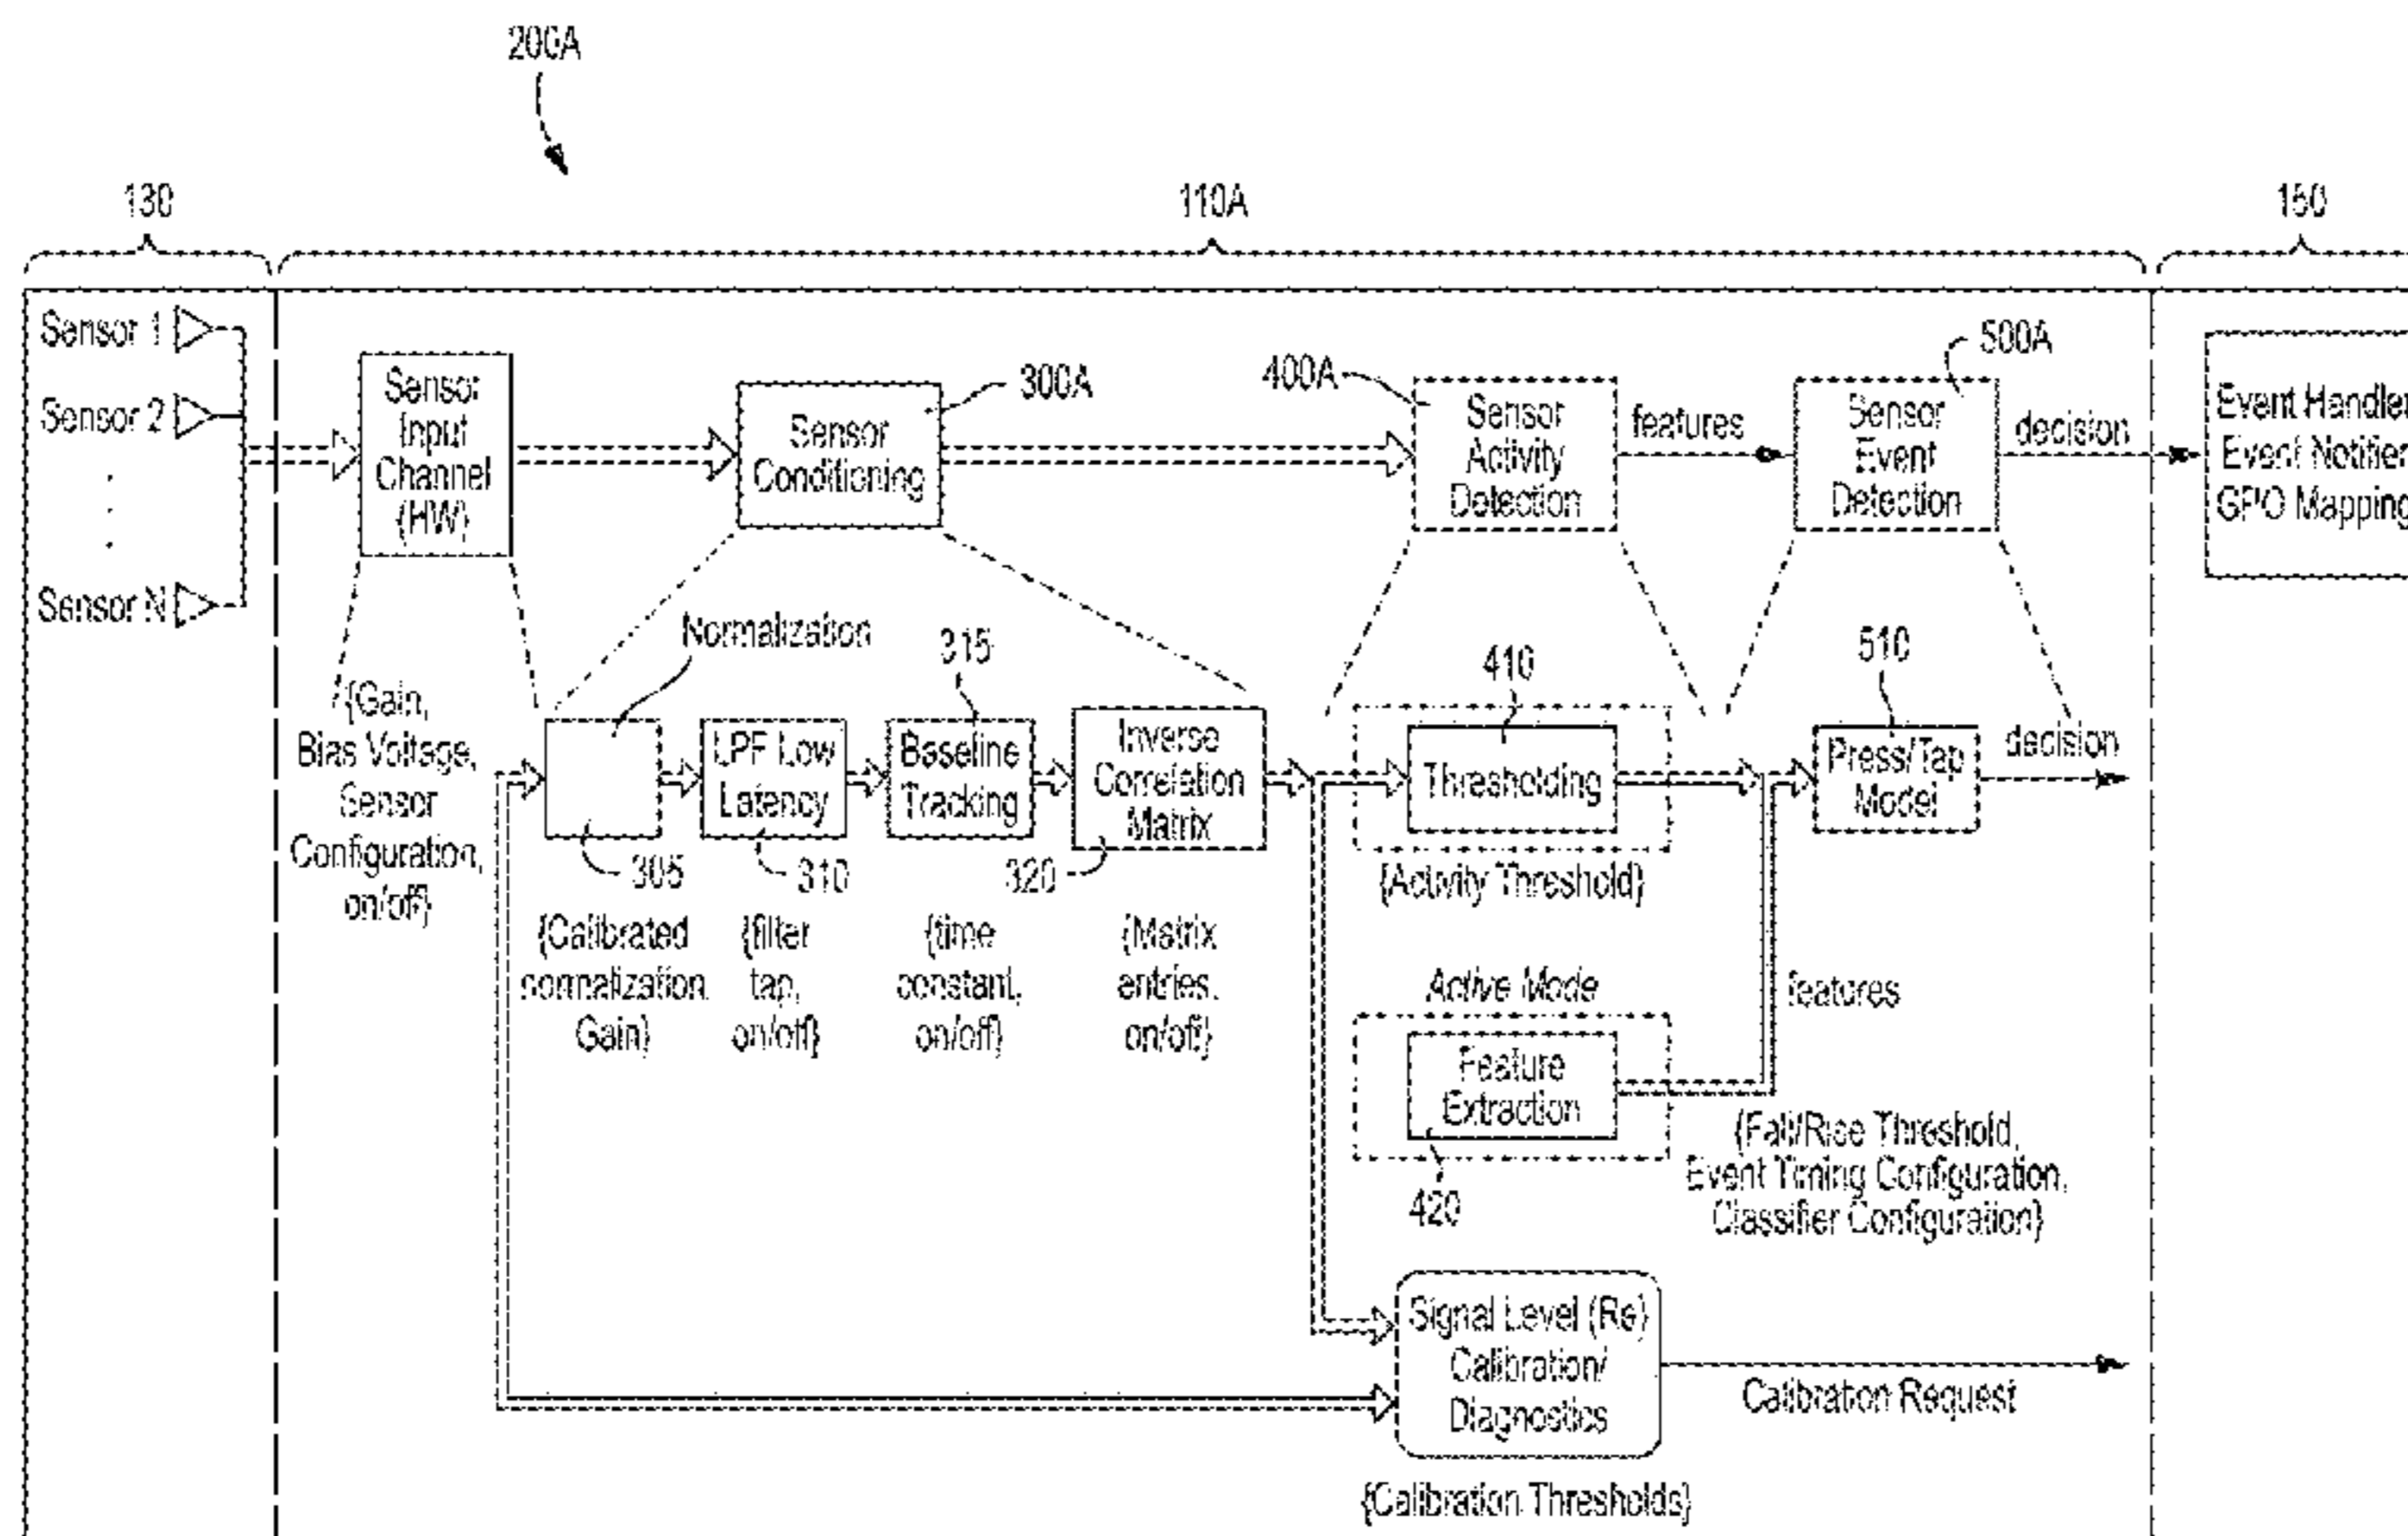 200A
130
110A
150
Sensor 1
Sensor 2
Sensor N
Sensor
Input
Channel
(HW)
300A
Sensor
Conditioning
400A
Sensor
Activity
Detection
features
500A
Sensor
Event
Detection
decision
Event Handler
Event Notifier
GPIO Mapping
{Gain,
Bias Voltage,
Sensor
Configuration,
on/off}
Normalization
305
{Calibrated
normalization
Gain}
LPF Low
Latency
310
{filter
tap,
on/off}
315
Baseline
Tracking
{time
constant,
on/off}
Inverse
Correlation
Matrix
320
{Matrix
entries,
on/off}
410
Thresholding
{Activity Threshold}
Active Mode
Feature
Extraction
420
features
510
Press/Tap
Model
decision
{Fall/Rise Threshold,
Event Timing Configuration,
Classifier Configuration}
Signal Level (Re)
Calibration/
Diagnostics
Calibration Request
{Calibration Thresholds}